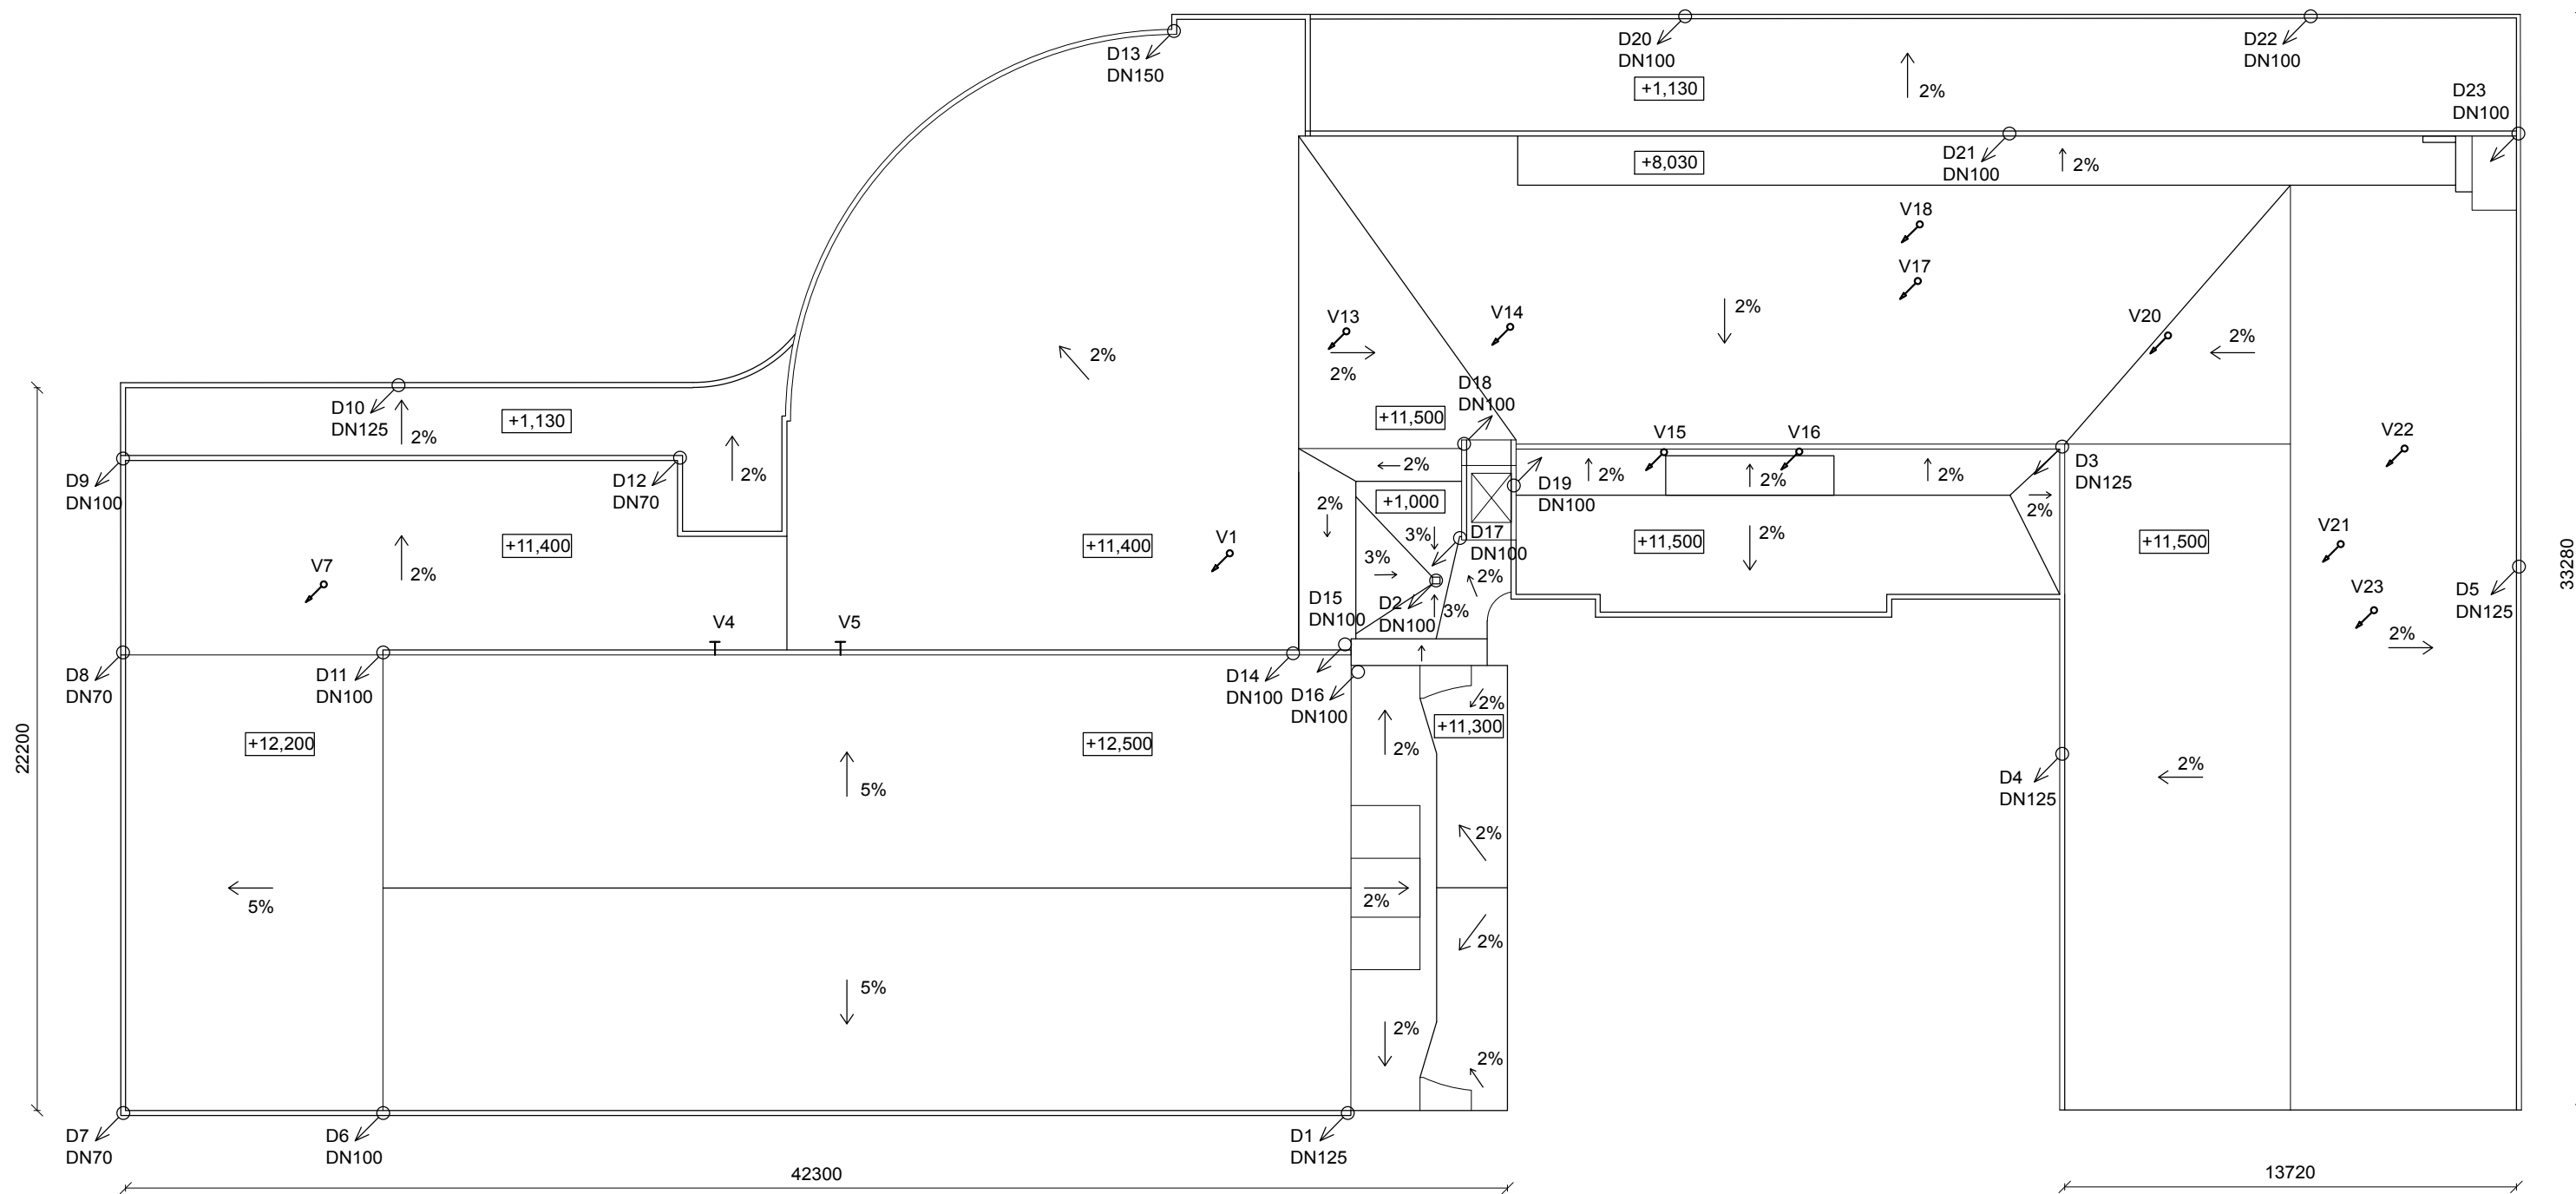 D13
DN150
D20
DN100
+1,130
2%
D22
DN100
D23
DN100
+8,030
D21
DN100
2%
V18
V17
V13
2%
V14
2%
V20
2%
2%
D18
DN100
+11,500
D10
DN125
2%
+1,130
2%
D9
DN100
D12
DN70
2%
+1,000
V15
V16
2%
2%
2%
D19
DN100
D3
DN125
2%
V22
V7
2%
+11,400
+11,400
V1
2%
3%
3%
D17
DN100
2%
3%
+11,500
2%
+11,500
V21
V23
D5
DN125
2%
33280
D15
DN100
D2
DN100
V4
V5
D8
DN70
D11
DN100
D14
DN100
D16
DN100
2%
+11,300
+12,200
+12,500
2%
5%
D4
DN125
2%
22200
2%
5%
2%
2%
5%
2%
2%
D7
DN70
D6
DN100
D1
DN125
42300
13720